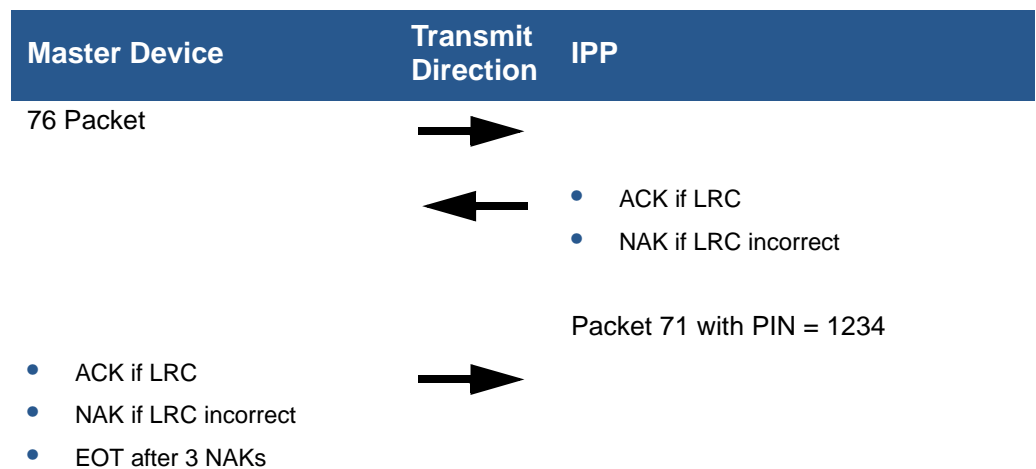 Master Device
Transmit
Direction
IPP
76 Packet
• ACK if LRC
• NAK if LRC incorrect
Packet 71 with PIN = 1234
• ACK if LRC
• NAK if LRC incorrect
• EOT after 3 NAKs